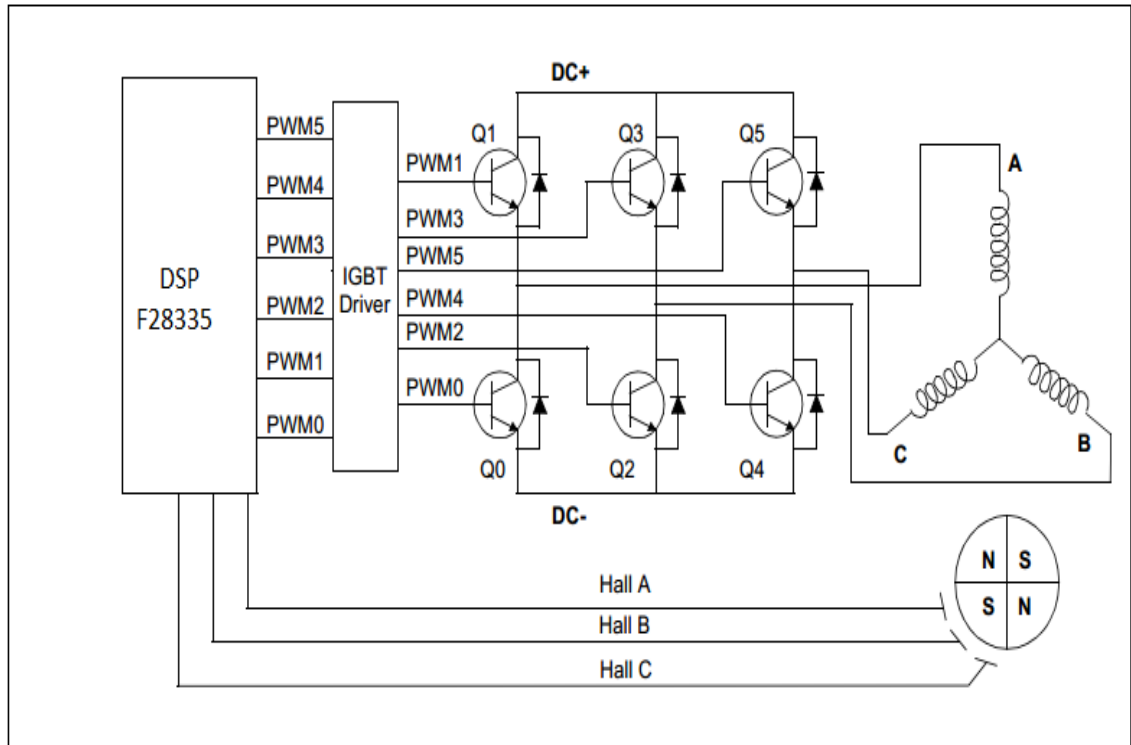 DC+
PWM5
PWM4
PWM3
PWM2
PWM1
PWM0
DSP
F28335
IGBT
Driver
PWM1
PWM3
PWM5
PWM4
PWM2
PWM0
Q1
Q3
Q5
Q0
Q2
Q4
DC-
A
C
B
Hall A
Hall B
Hall C
N S
S N